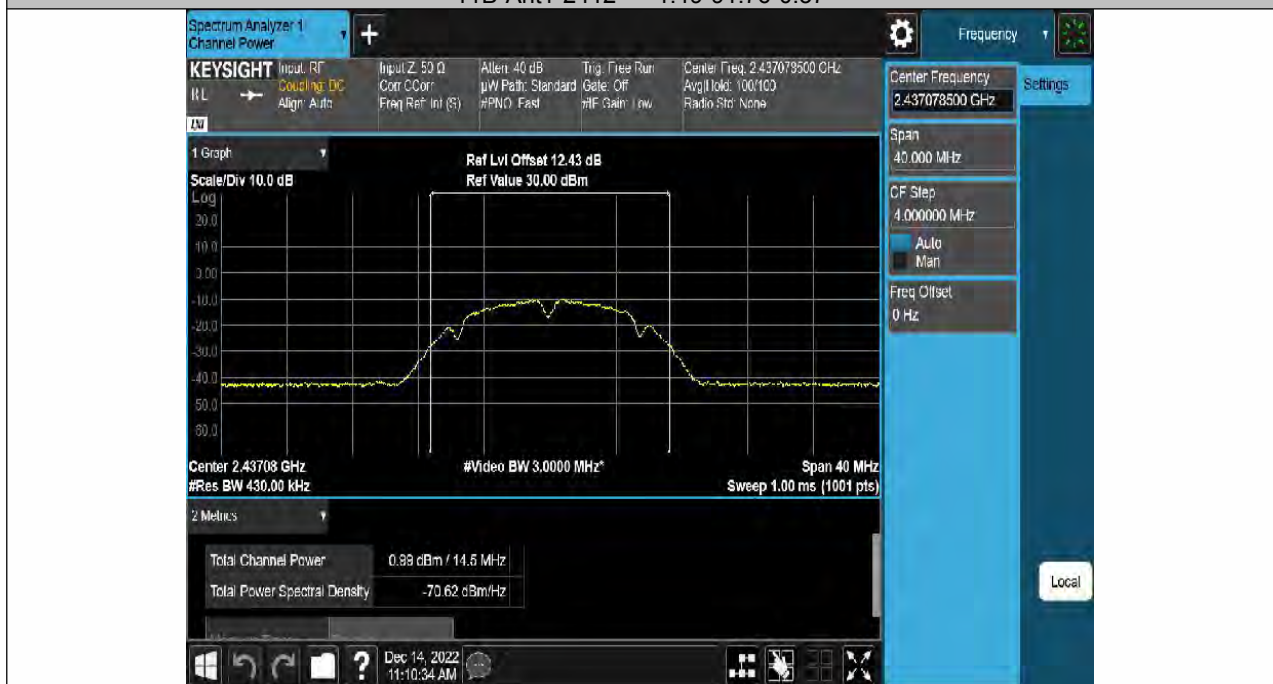 Spectrum Analyzer 1
Channel Power
+
Frequency
KEYSIGHT Input: RF
Coupling: DC
Align: Auto
RL
LXI
Input Z: 50 Ω
Corr CCorr
Freq Ref: Int (S)
Atten: 40 dB
µW Path: Standard
#PNO: Fast
Trig: Free Run
Gate: Off
#IF Gain: Low
Center Freq: 2.437078500 GHz
Avg|Hold: 100/100
Radio Std: None
Center Frequency
2.437078500 GHz
Settings
Span
40.000 MHz
CF Step
4.000000 MHz
Auto
Man
Freq Offset
0 Hz
1 Graph
Scale/Div 10.0 dB
Ref Lvl Offset 12.43 dB
Ref Value 30.00 dBm
Log
20.0
10.0
0.00
-10.0
-20.0
-30.0
-40.0
-50.0
-60.0
Center 2.43708 GHz
#Res BW 430.00 kHz
#Video BW 3.0000 MHz*
Span 40 MHz
Sweep 1.00 ms (1001 pts)
2 Metrics
Total Channel Power 0.99 dBm / 14.5 MHz
Total Power Spectral Density -70.62 dBm/Hz
Local
?
Dec 14, 2022
11:10:34 AM